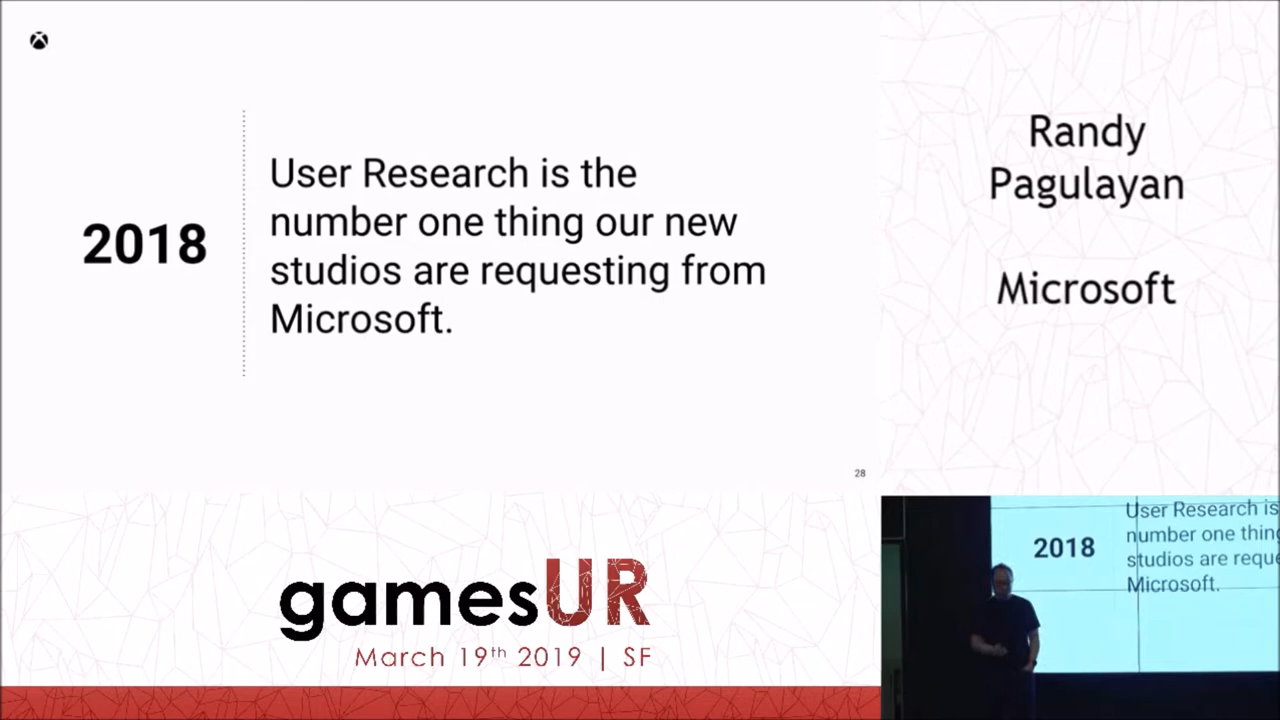 2018
User Research is the
number one thing our new
studios are requesting from
Microsoft.
28
Randy
Pagulayan
Microsoft
gamesUR
March 19th 2019 | SF
2018
User Research is
number one thing
studios are reque
Microsoft.